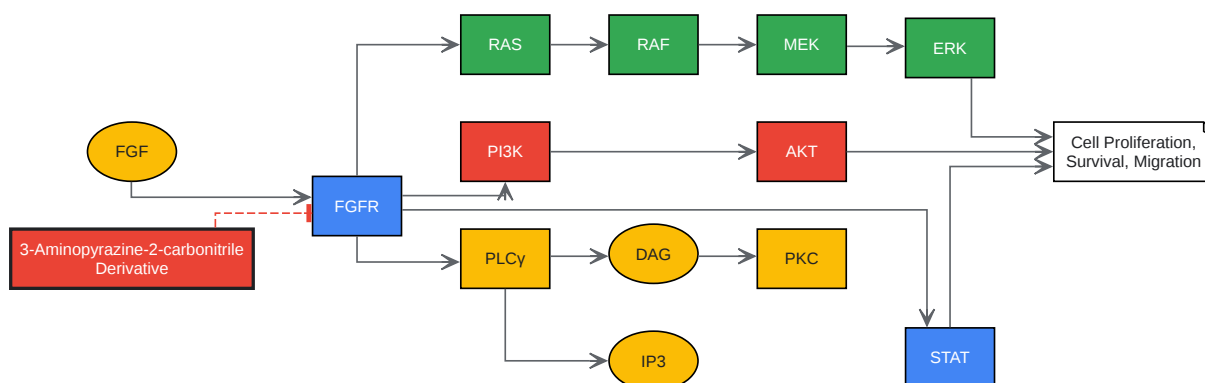 RAS
RAF
MEK
ERK
FGF
PI3K
AKT
Cell Proliferation,
Survival, Migration
FGFR
3-Aminopyrazine-2-carbonitrile
Derivative
PLCγ
DAG
PKC
IP3
STAT